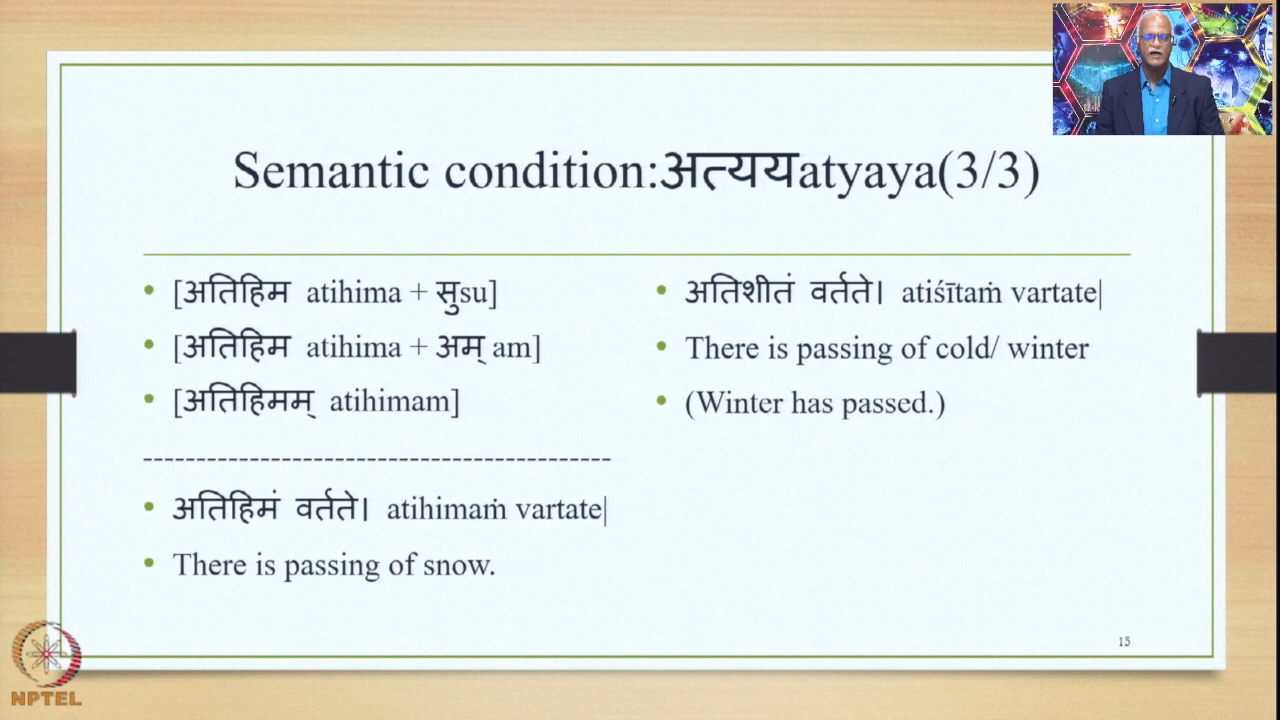 Semantic condition:अत्ययatyaya(3/3)
[अतिहिम atihima + सुsu]
[अतिहिम atihima + अम् am]
[अतिहिमम् atihimam]
------------------------------------------
अतिहिमं वर्तते। atihimaṁ vartate|
There is passing of snow.
अतिशीतं वर्तते। atiśītaṁ vartate|
There is passing of cold/ winter
(Winter has passed.)
15
NPTEL